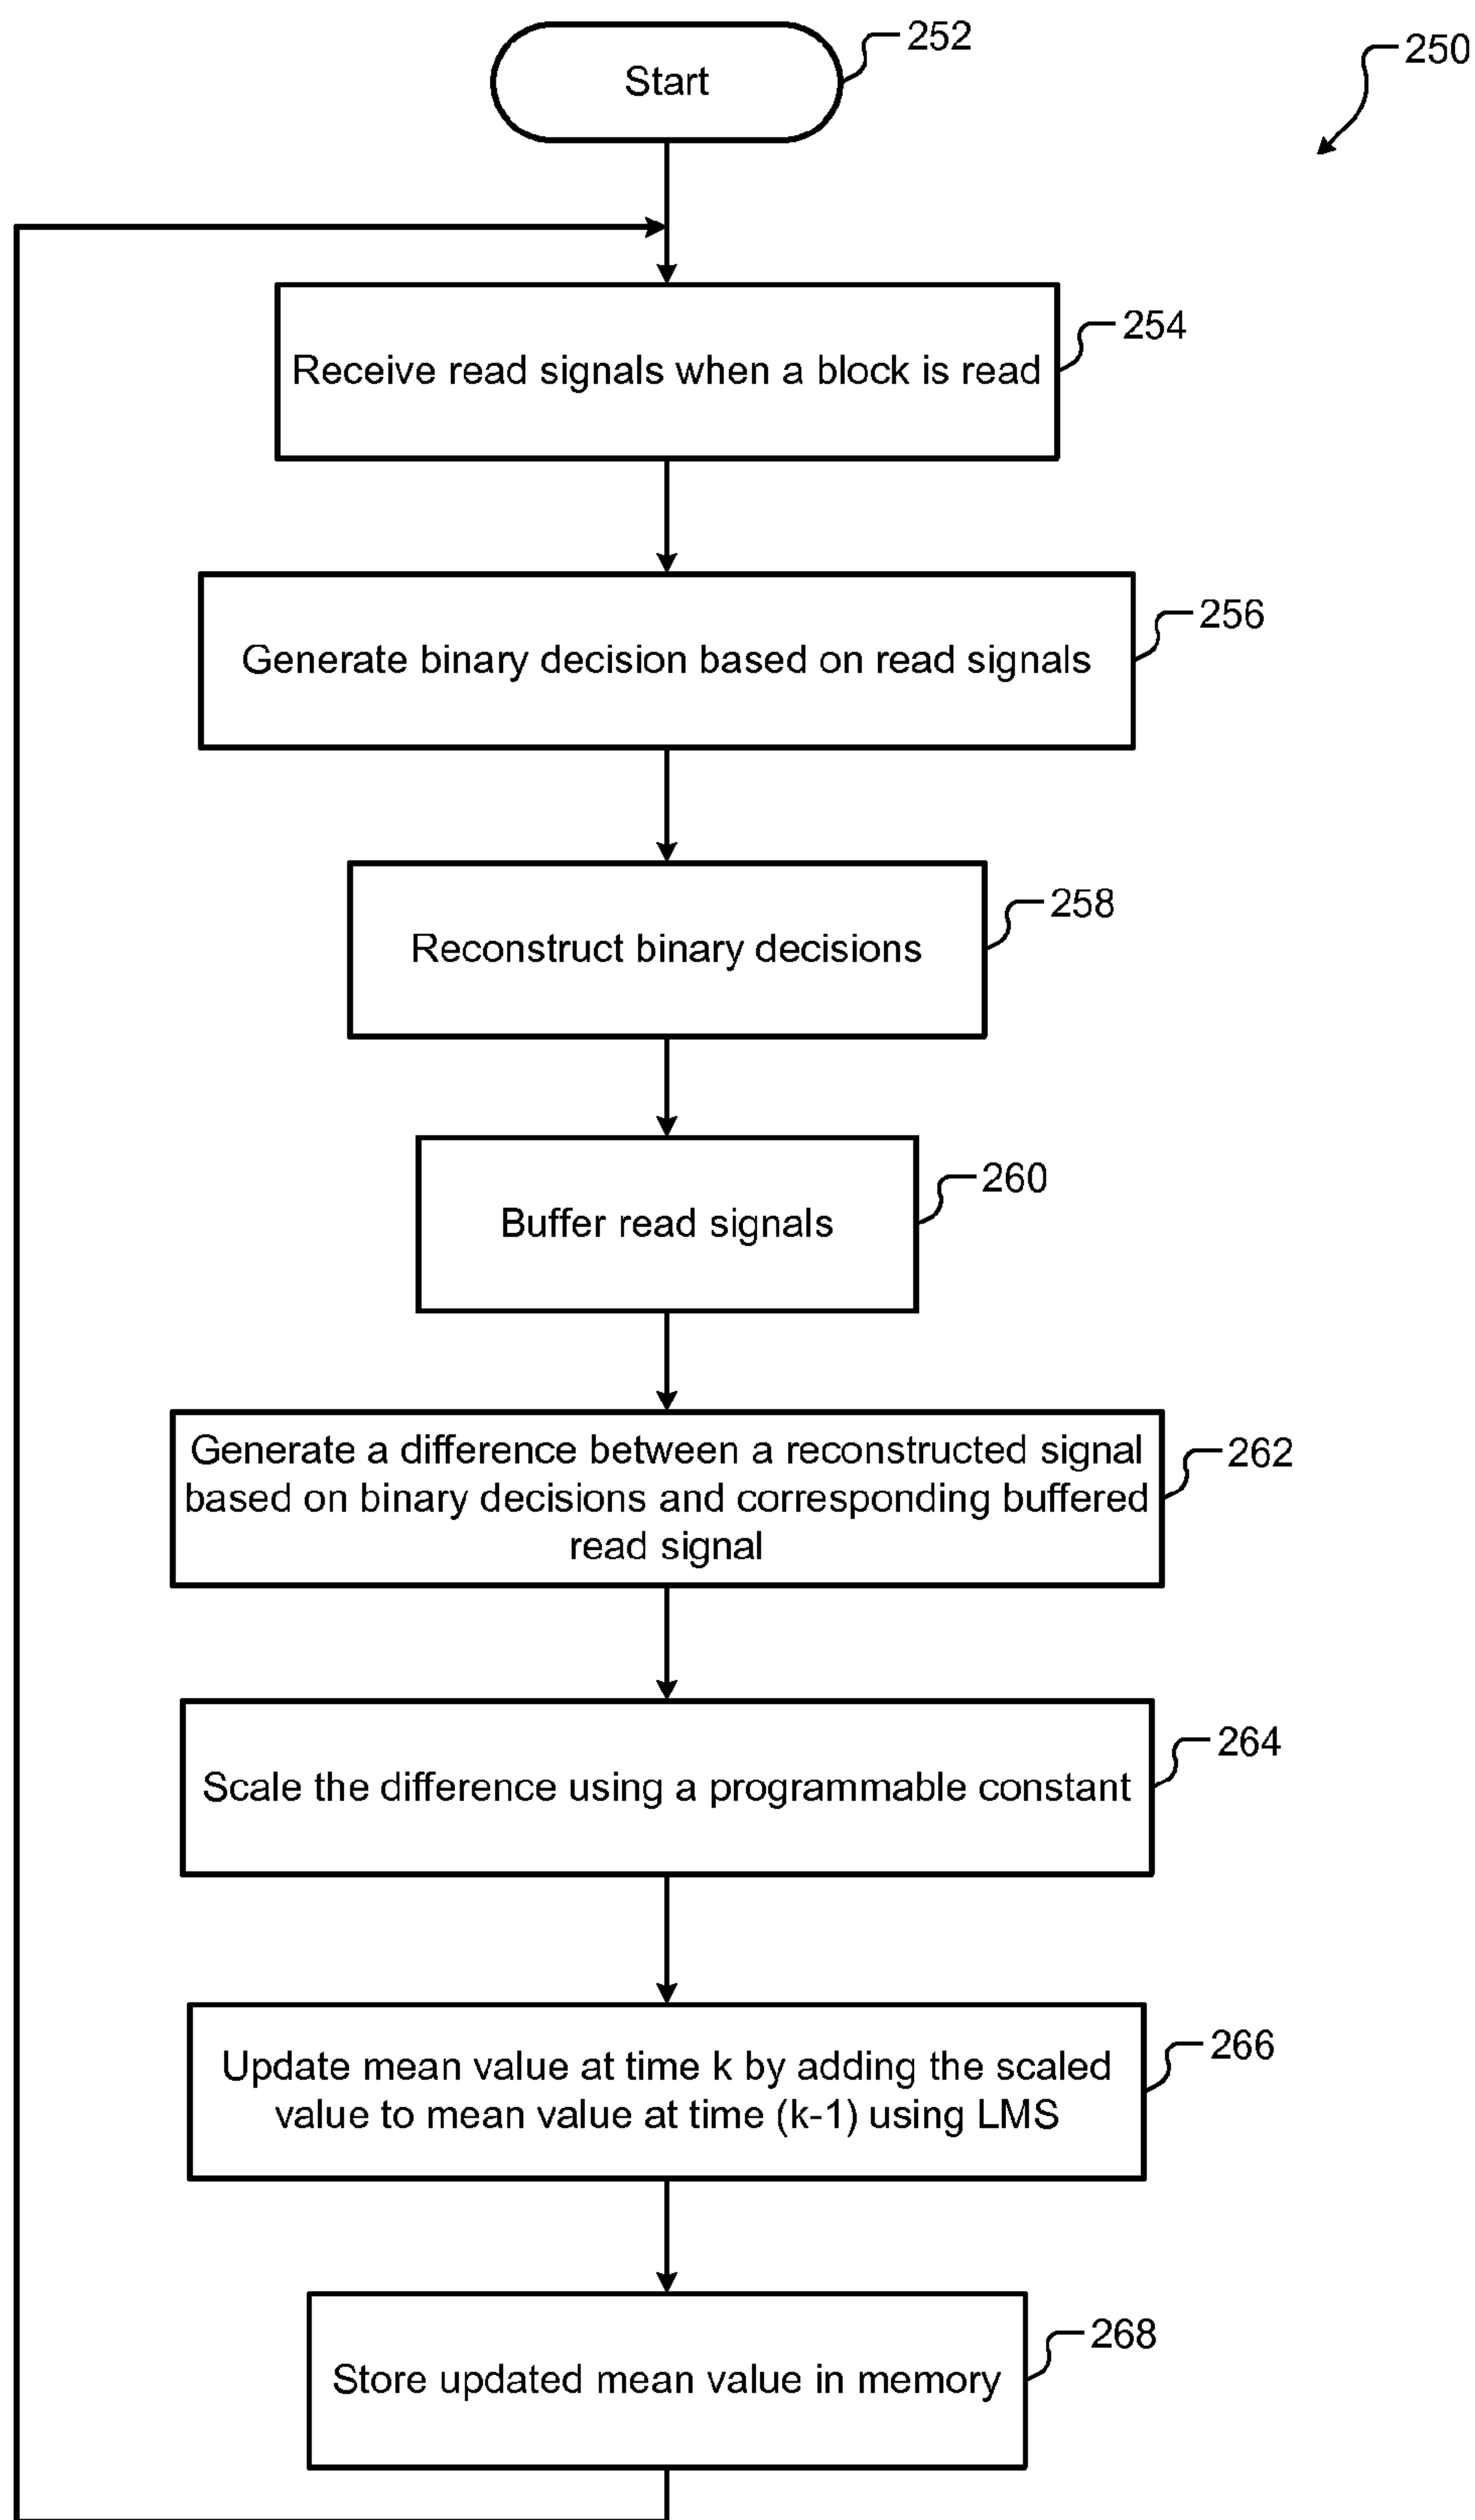 252
250
Start
254
Receive read signals when a block is read
256
Generate binary decision based on read signals
258
Reconstruct binary decisions
260
Buffer read signals
262
Generate a difference between a reconstructed signal
based on binary decisions and corresponding buffered
read signal
264
Scale the difference using a programmable constant
266
Update mean value at time k by adding the scaled
value to mean value at time (k-1) using LMS
268
Store updated mean value in memory